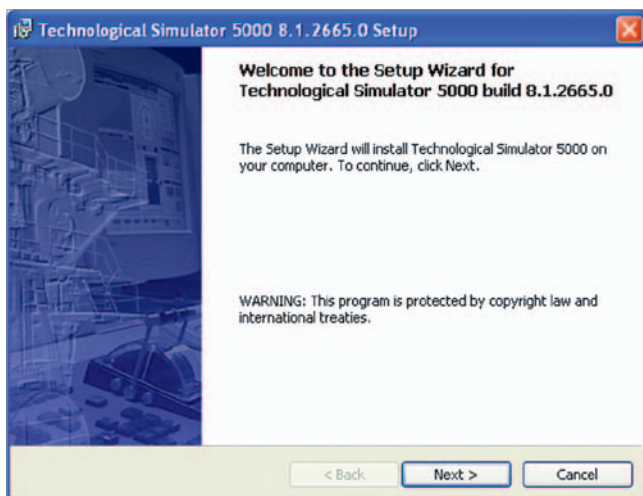 Technological Simulator 5000 8.1.2665.0 Setup
Welcome to the Setup Wizard for
Technological Simulator 5000 build 8.1.2665.0
The Setup Wizard will install Technological Simulator 5000 on
your computer. To continue, click Next.
WARNING: This program is protected by copyright law and
international treaties.
< Back Next > Cancel